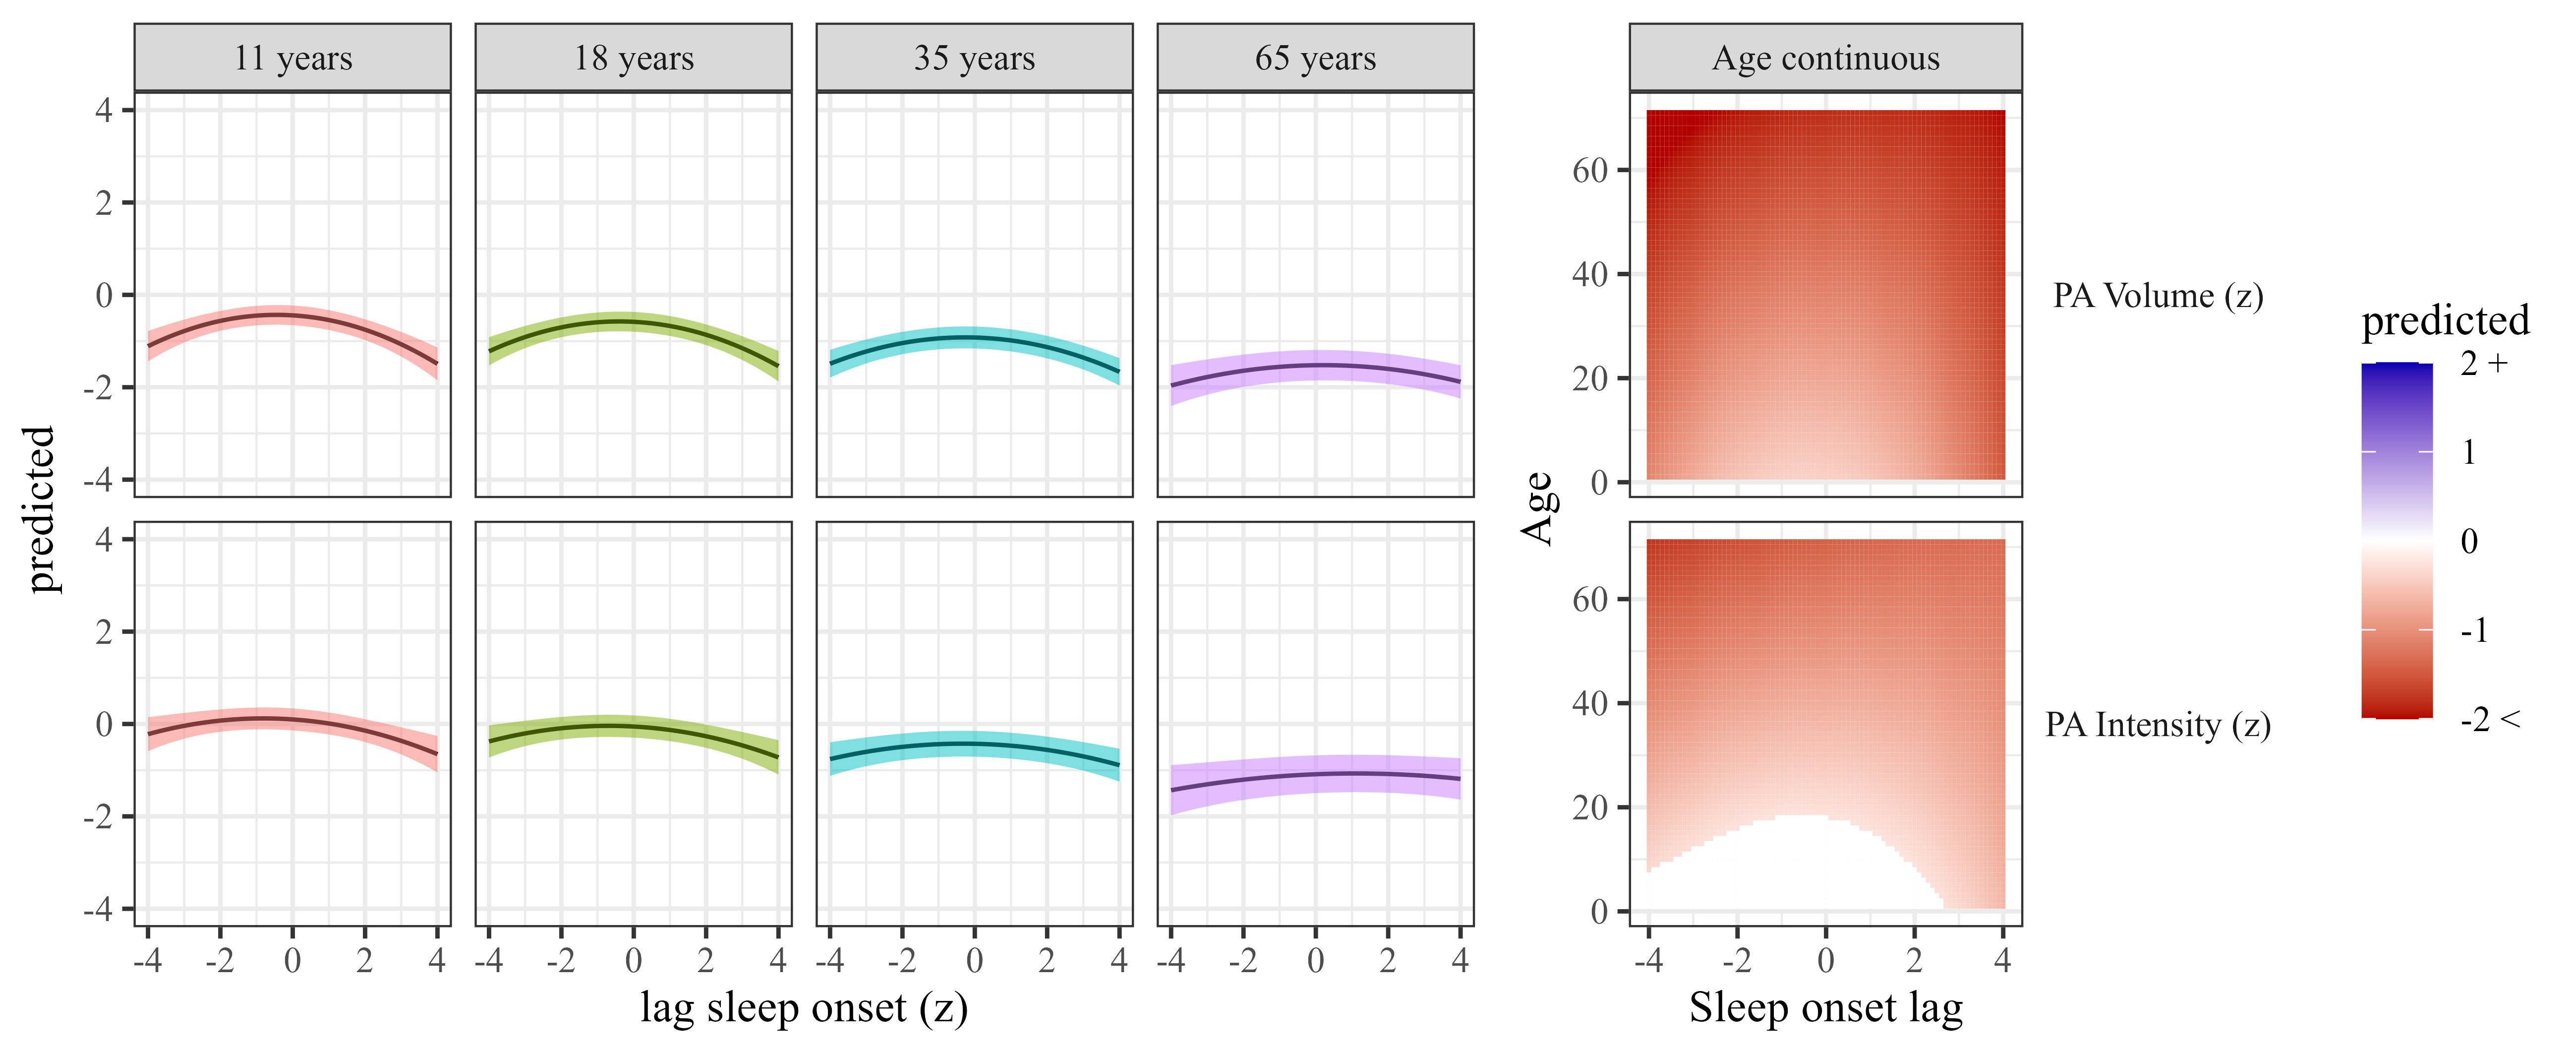 11 years
18 years
35 years
65 years
Age continuous
predicted
4
2
0
-2
-4
4
2
0
-2
-4
-4 -2 0 2 4
-4 -2 0 2 4
-4 -2 0 2 4
-4 -2 0 2 4
lag sleep onset (z)
Age
60
40
20
0
60
40
20
0
-4 -2 0 2 4
Sleep onset lag
PA Volume (z)
PA Intensity (z)
predicted
2 +
1
0
-1
-2 <